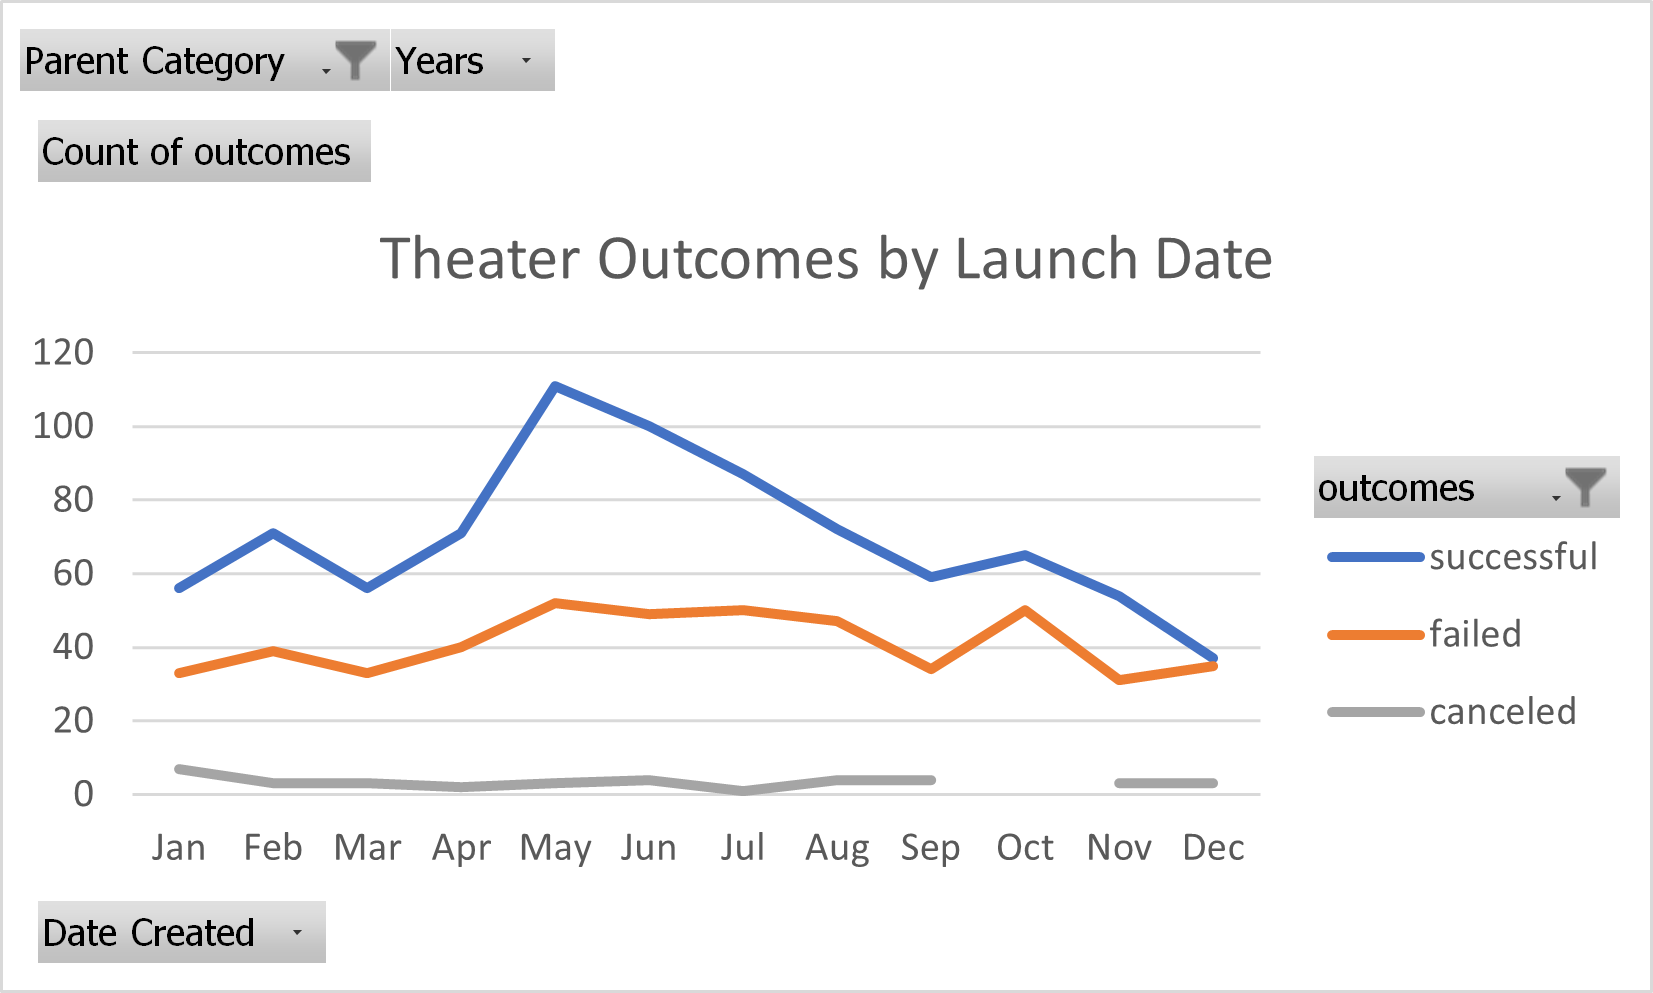 Parent Category Years
Count of outcomes
Theater Outcomes by Launch Date
120
100
80
60
40
20
0
Jan Feb Mar Apr May Jun Jul Aug Sep Oct Nov Dec
outcomes
successful
failed
canceled
Date Created